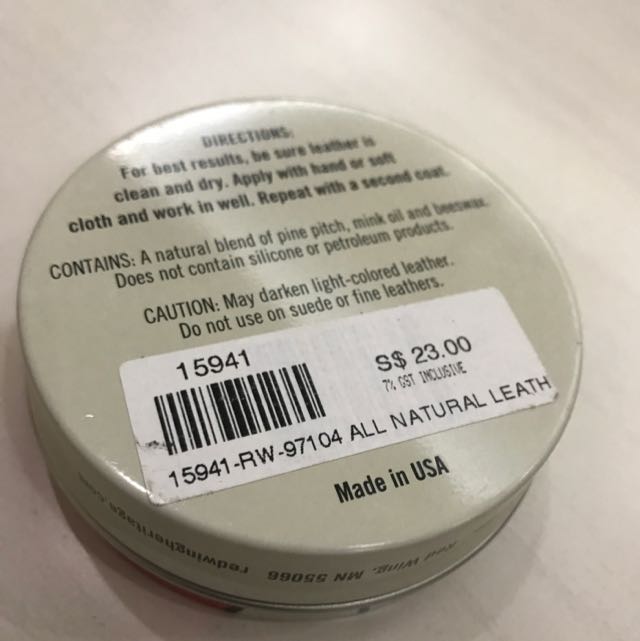 DIRECTIONS:
For best results, be sure leather is
clean and dry. Apply with hand or soft
cloth and work in well. Repeat with a second coat.
CONTAINS: A natural blend of pine pitch, mink oil and beeswax.
Does not contain silicone or petroleum products.
CAUTION: May darken light-colored leather.
Do not use on suede or fine leathers.
15941
S$ 23.00
7% GST INCLUSIVE
15941-RW-97104 ALL NATURAL LEATH
Made in USA
Red Wing, MN 55066
redwingheritage.com